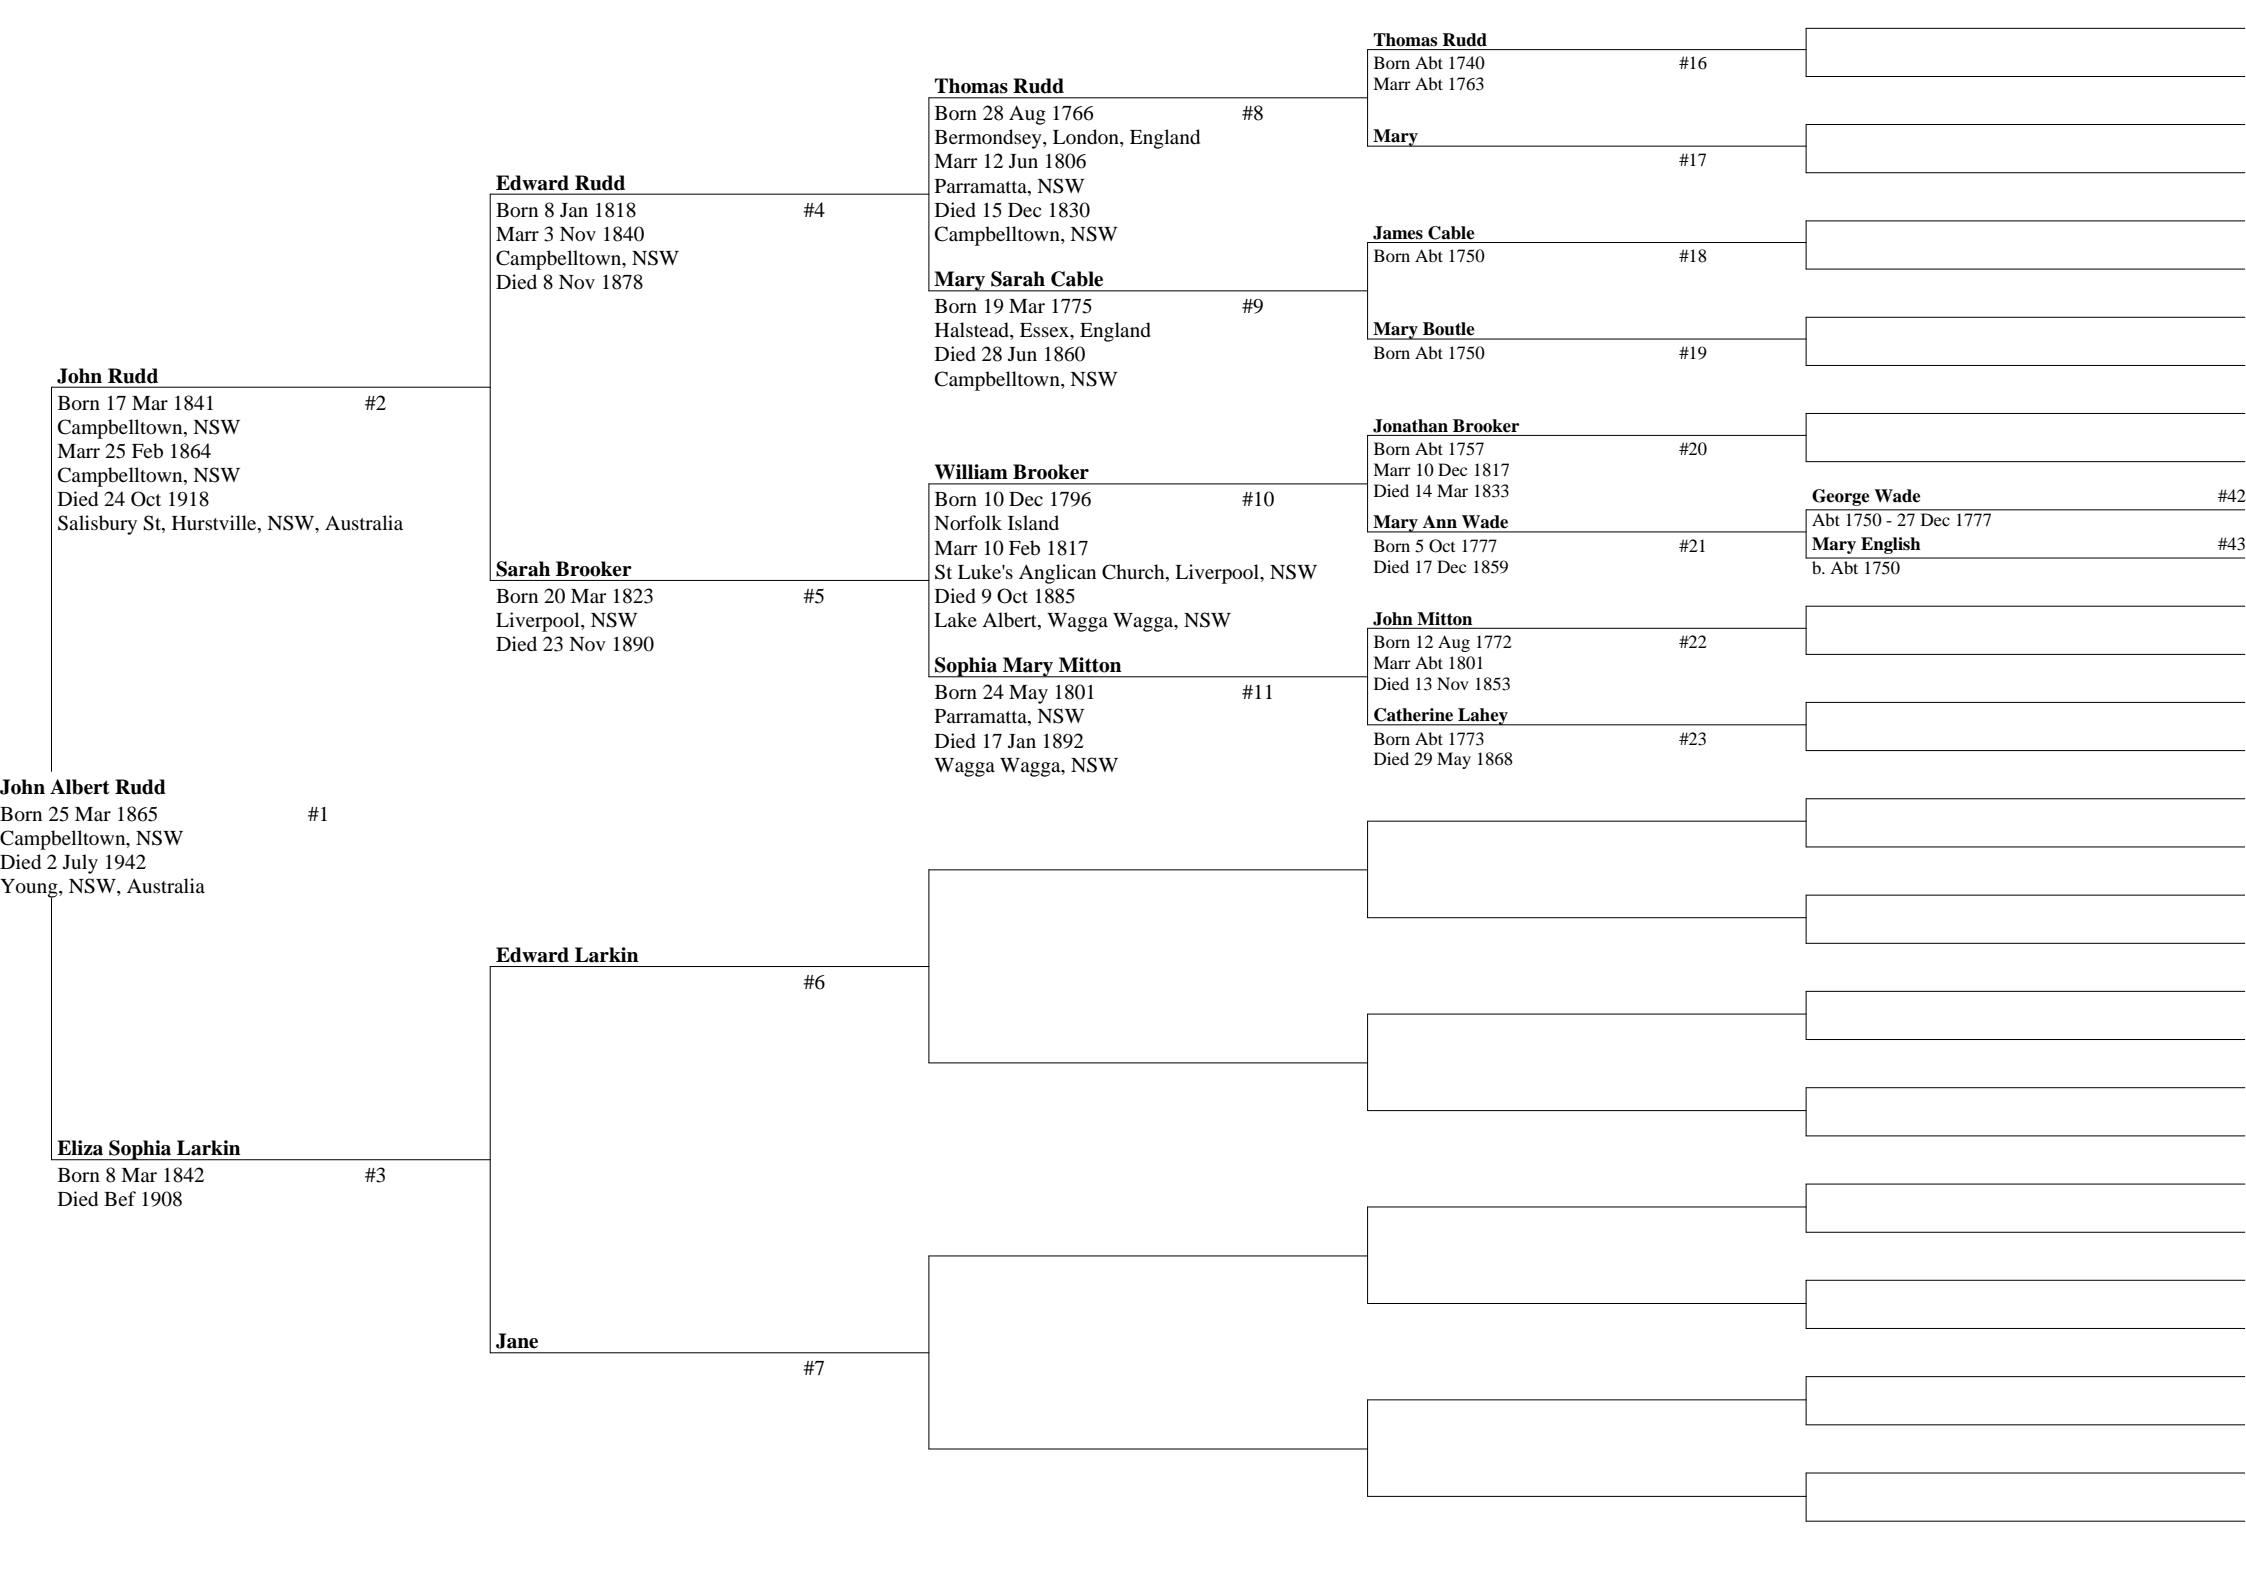 John Albert Rudd
Born 25 Mar 1865 #1
Campbelltown, NSW
Died 2 July 1942
Young, NSW, Australia
John Rudd
Born 17 Mar 1841 #2
Campbelltown, NSW
Marr 25 Feb 1864
Campbelltown, NSW
Died 24 Oct 1918
Salisbury St, Hurstville, NSW, Australia
Eliza Sophia Larkin
Born 8 Mar 1842 #3
Died Bef 1908
Edward Rudd
Born 8 Jan 1818 #4
Marr 3 Nov 1840
Campbelltown, NSW
Died 8 Nov 1878
Sarah Brooker
Born 20 Mar 1823 #5
Liverpool, NSW
Died 23 Nov 1890
Edward Larkin
#6
Jane
#7
Thomas Rudd
Born 28 Aug 1766 #8
Bermondsey, London, England
Marr 12 Jun 1806
Parramatta, NSW
Died 15 Dec 1830
Campbelltown, NSW
Mary Sarah Cable
Born 19 Mar 1775 #9
Halstead, Essex, England
Died 28 Jun 1860
Campbelltown, NSW
William Brooker
Born 10 Dec 1796 #10
Norfolk Island
Marr 10 Feb 1817
St Luke's Anglican Church, Liverpool, NSW
Died 9 Oct 1885
Lake Albert, Wagga Wagga, NSW
Sophia Mary Mitton
Born 24 May 1801 #11
Parramatta, NSW
Died 17 Jan 1892
Wagga Wagga, NSW
Thomas Rudd
Born Abt 1740 #16
Marr Abt 1763
Mary
#17
James Cable
Born Abt 1750 #18
Mary Boutle
Born Abt 1750 #19
Jonathan Brooker
Born Abt 1757 #20
Marr 10 Dec 1817
Died 14 Mar 1833
Mary Ann Wade
Born 5 Oct 1777 #21
Died 17 Dec 1859
John Mitton
Born 12 Aug 1772 #22
Marr Abt 1801
Died 13 Nov 1853
Catherine Lahey
Born Abt 1773 #23
Died 29 May 1868
George Wade #42
Abt 1750 - 27 Dec 1777
Mary English #43
b. Abt 1750